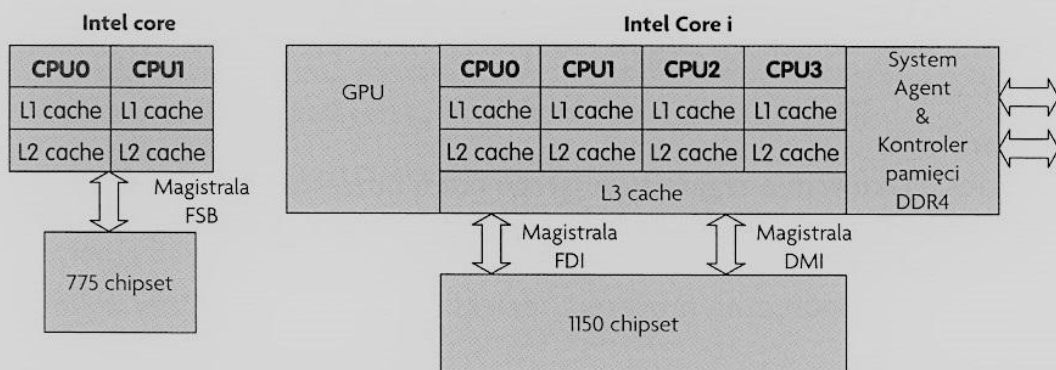 Intel core
CPU0 CPU1
L1 cache L1 cache
L2 cache L2 cache
Magistrala
FSB
775 chipset
Intel Core i
GPU
CPU0 CPU1 CPU2 CPU3
L1 cache L1 cache L1 cache L1 cache
L2 cache L2 cache L2 cache L2 cache
L3 cache
System
Agent
&
Kontroler
pamięci
DDR4
Magistrala
FDI
Magistrala
DMI
1150 chipset